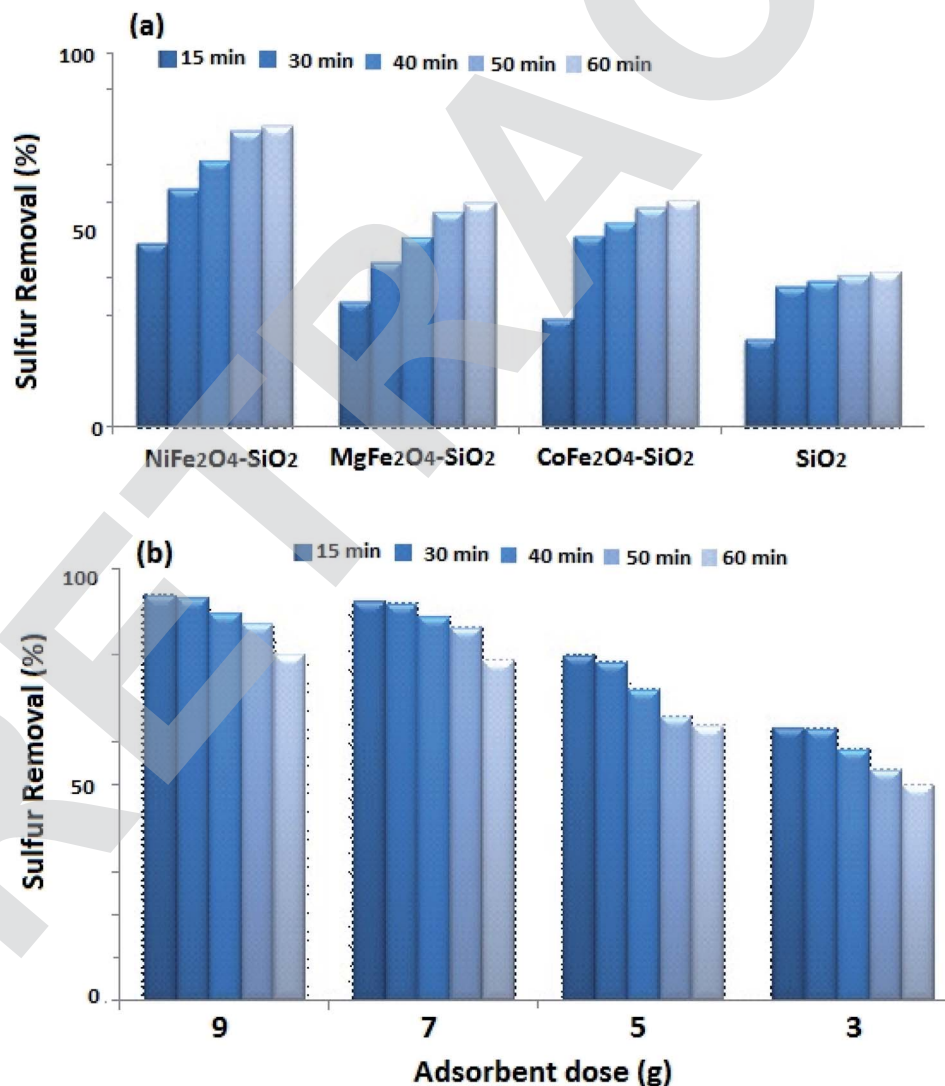 (a)
100
15 min 30 min 40 min 50 min 60 min
Sulfur Removal (%)
50
0
NiFe2O4-SiO2 MgFe2O4-SiO2 CoFe2O4-SiO2 SiO2
(b)
15 min 30 min 40 min 50 min 60 min
100
Sulfur Removal (%)
50
0
9 7 5 3
Adsorbent dose (g)
RETRAC